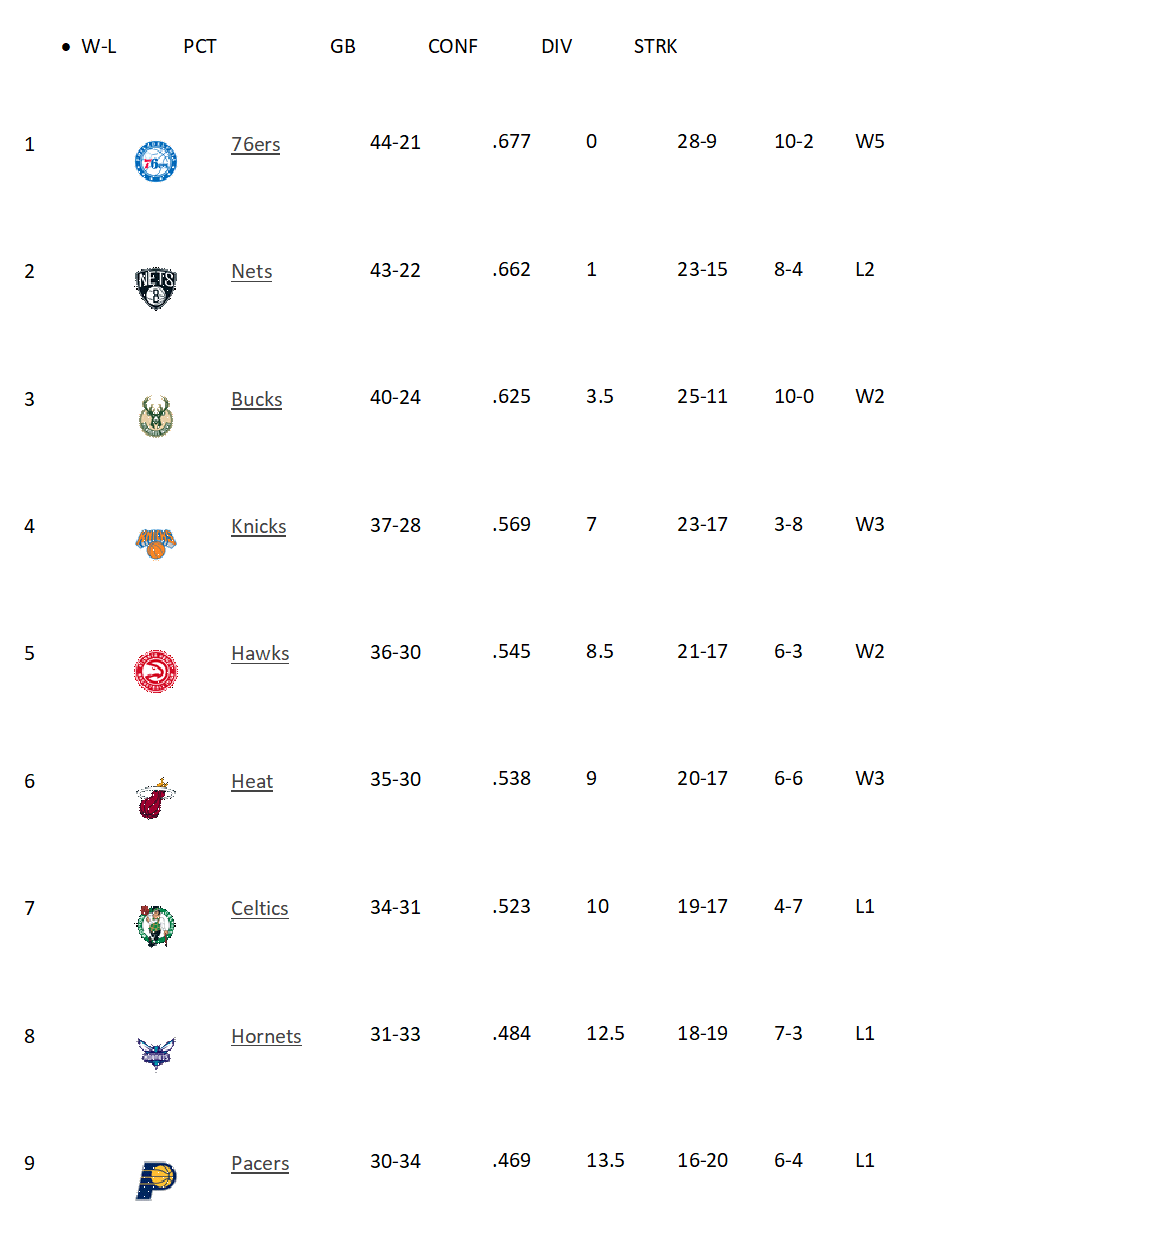 • W-L PCT GB CONF DIV STRK
1 76ers 44-21 .677 0 28-9 10-2 W5
2 NETS Nets 43-22 .662 1 23-15 8-4 L2
3 Bucks 40-24 .625 3.5 25-11 10-0 W2
4 Knicks 37-28 .569 7 23-17 3-8 W3
5 Hawks 36-30 .545 8.5 21-17 6-3 W2
6 Heat 35-30 .538 9 20-17 6-6 W3
7 Celtics 34-31 .523 10 19-17 4-7 L1
8 Hornets 31-33 .484 12.5 18-19 7-3 L1
9 Pacers 30-34 .469 13.5 16-20 6-4 L1